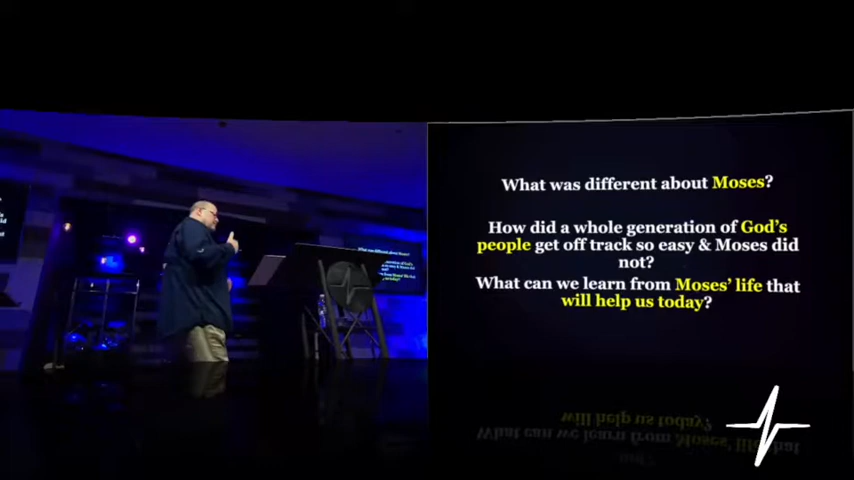 What was different about Moses?
How did a whole generation of God's
people get off track so easy & Moses did
not?
What can we learn from Moses' life that
will help us today?